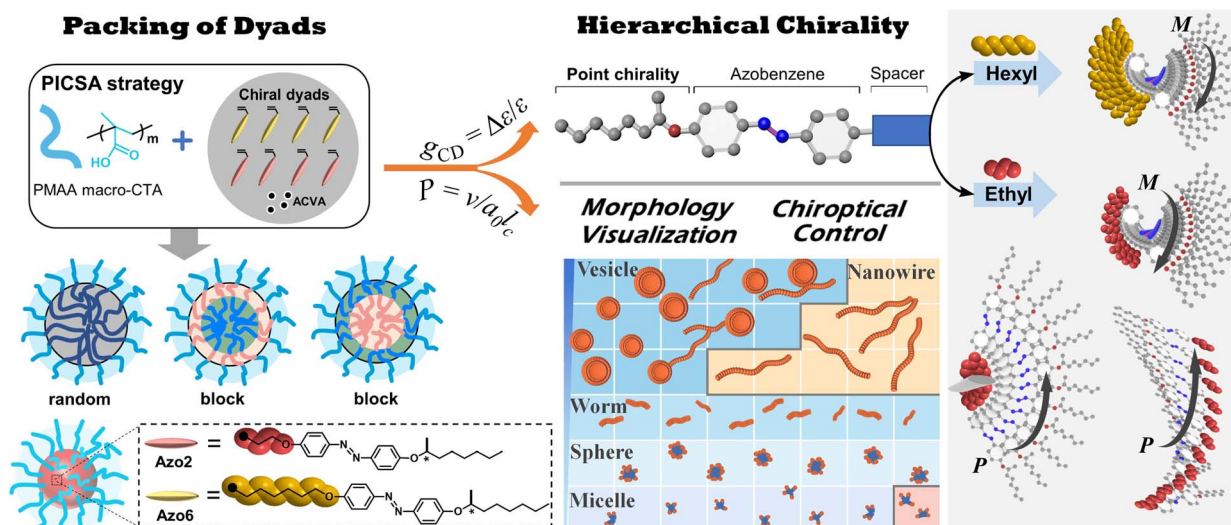 Packing of Dyads
PICSA strategy
m
HO
O
PMAA macro-CTA
+
Chiral dyads
ACVA
random
block
block
Azo2
=
O
N
N
O
*
Azo6
=
O
N
N
O
*
g_CD = Δε/ε
P = v/a₀l_c
Hierarchical Chirality
Point chirality
Azobenzene
Spacer
Morphology
Visualization
Chiroptical
Control
Vesicle
Nanowire
Worm
Sphere
Micelle
Hexyl
M
Ethyl
M
P
P